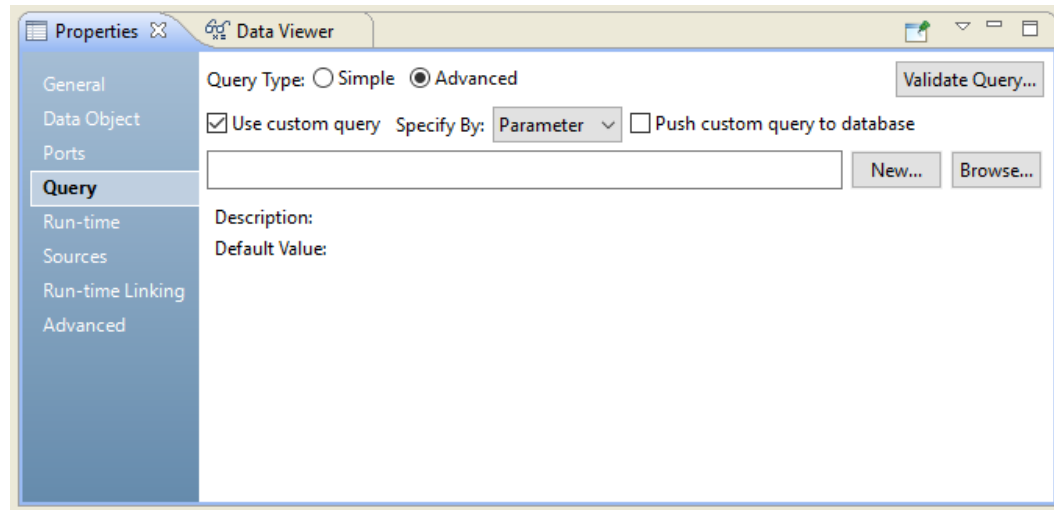 Properties Data Viewer
General
Data Object
Ports
Query
Run-time
Sources
Run-time Linking
Advanced
Query Type: Simple Advanced Validate Query...
Use custom query Specify By: Parameter Push custom query to database
New... Browse...
Description:
Default Value: